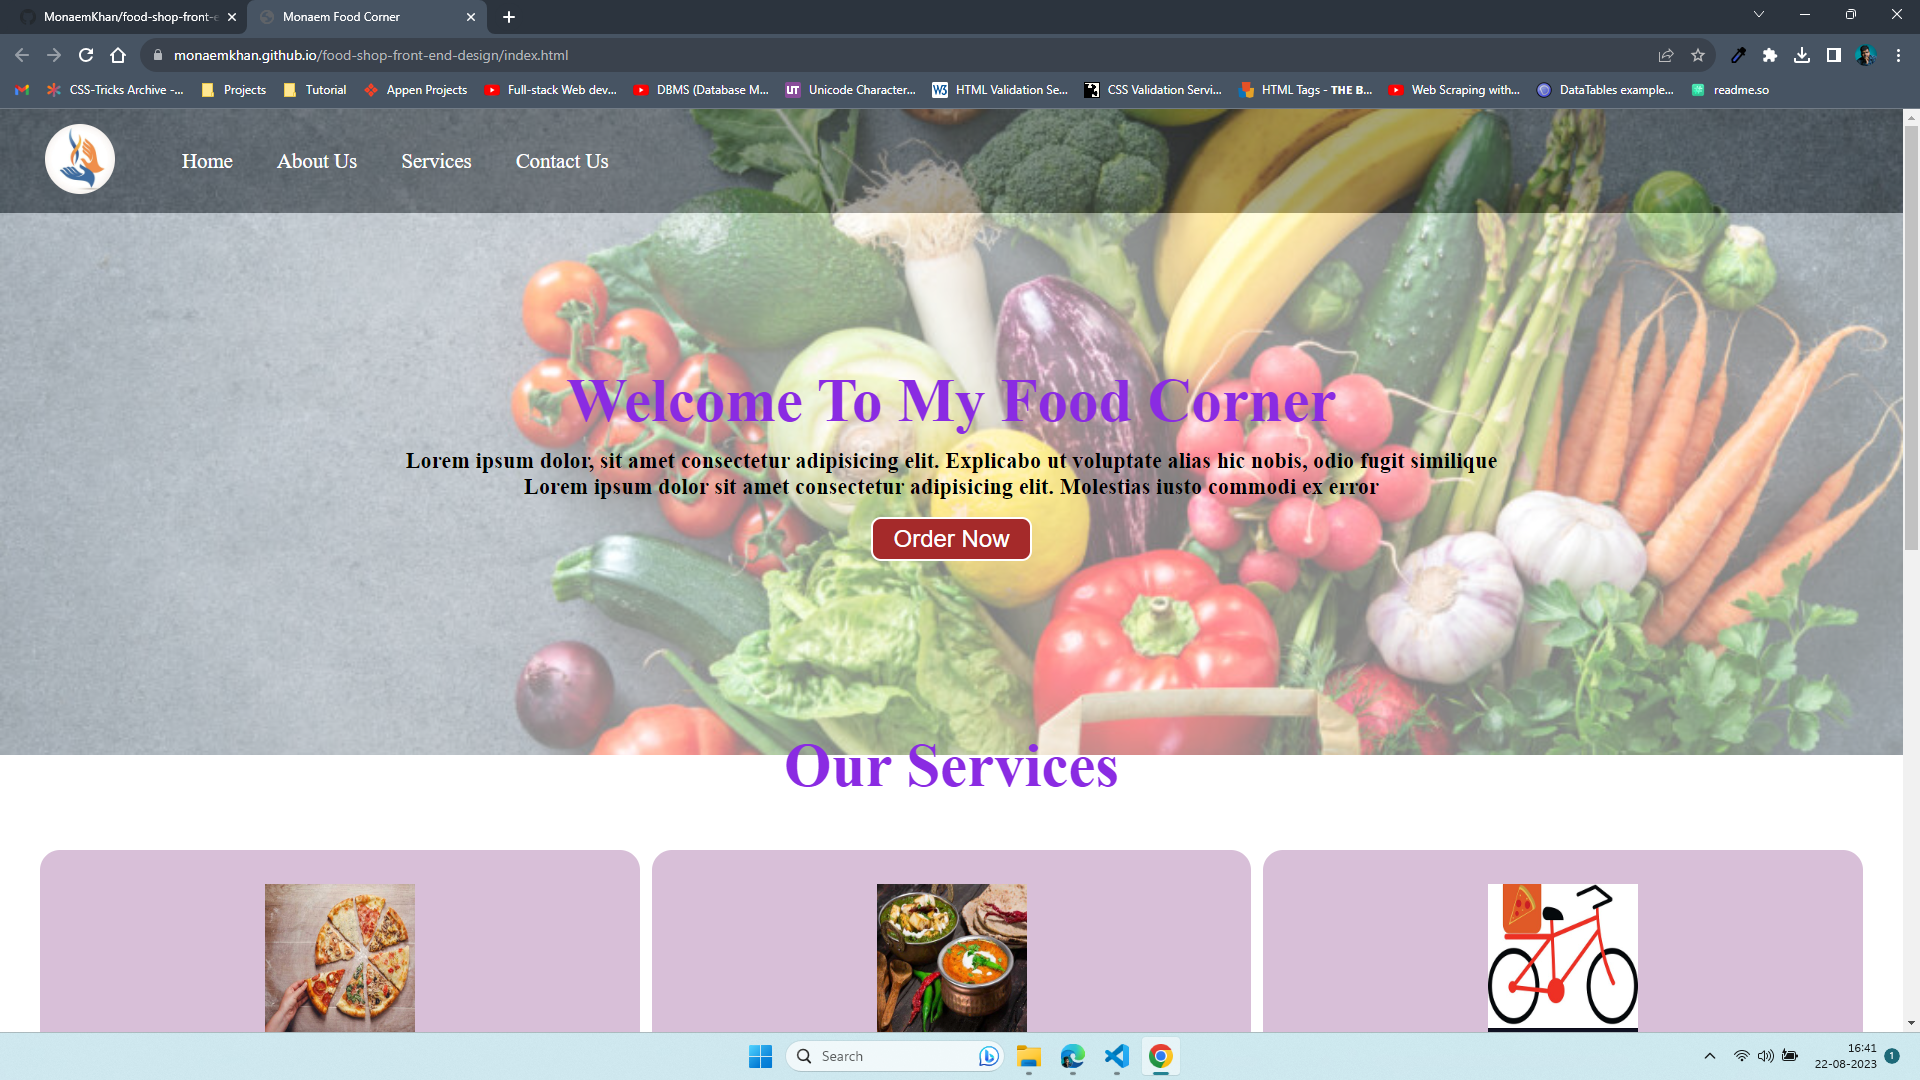 MonaemKhan/food-shop-front-e
Monaem Food Corner
monaemkhan.github.io/food-shop-front-end-design/index.html
CSS-Tricks Archive -...
Projects
Tutorial
Appen Projects
Full-stack Web dev...
DBMS (Database M...
UT
Unicode Character...
W3
HTML Validation Se...
CSS Validation Servi...
HTML Tags - THE B...
Web Scraping with...
DataTables example...
readme.so
Home
About Us
Services
Contact Us
Welcome To My Food Corner
Lorem ipsum dolor, sit amet consectetur adipisicing elit. Explicabo ut voluptate alias hic nobis, odio fugit similique
Lorem ipsum dolor sit amet consectetur adipisicing elit. Molestias iusto commodi ex error
Order Now
Our Services
Search
16:41
22-08-2023
1